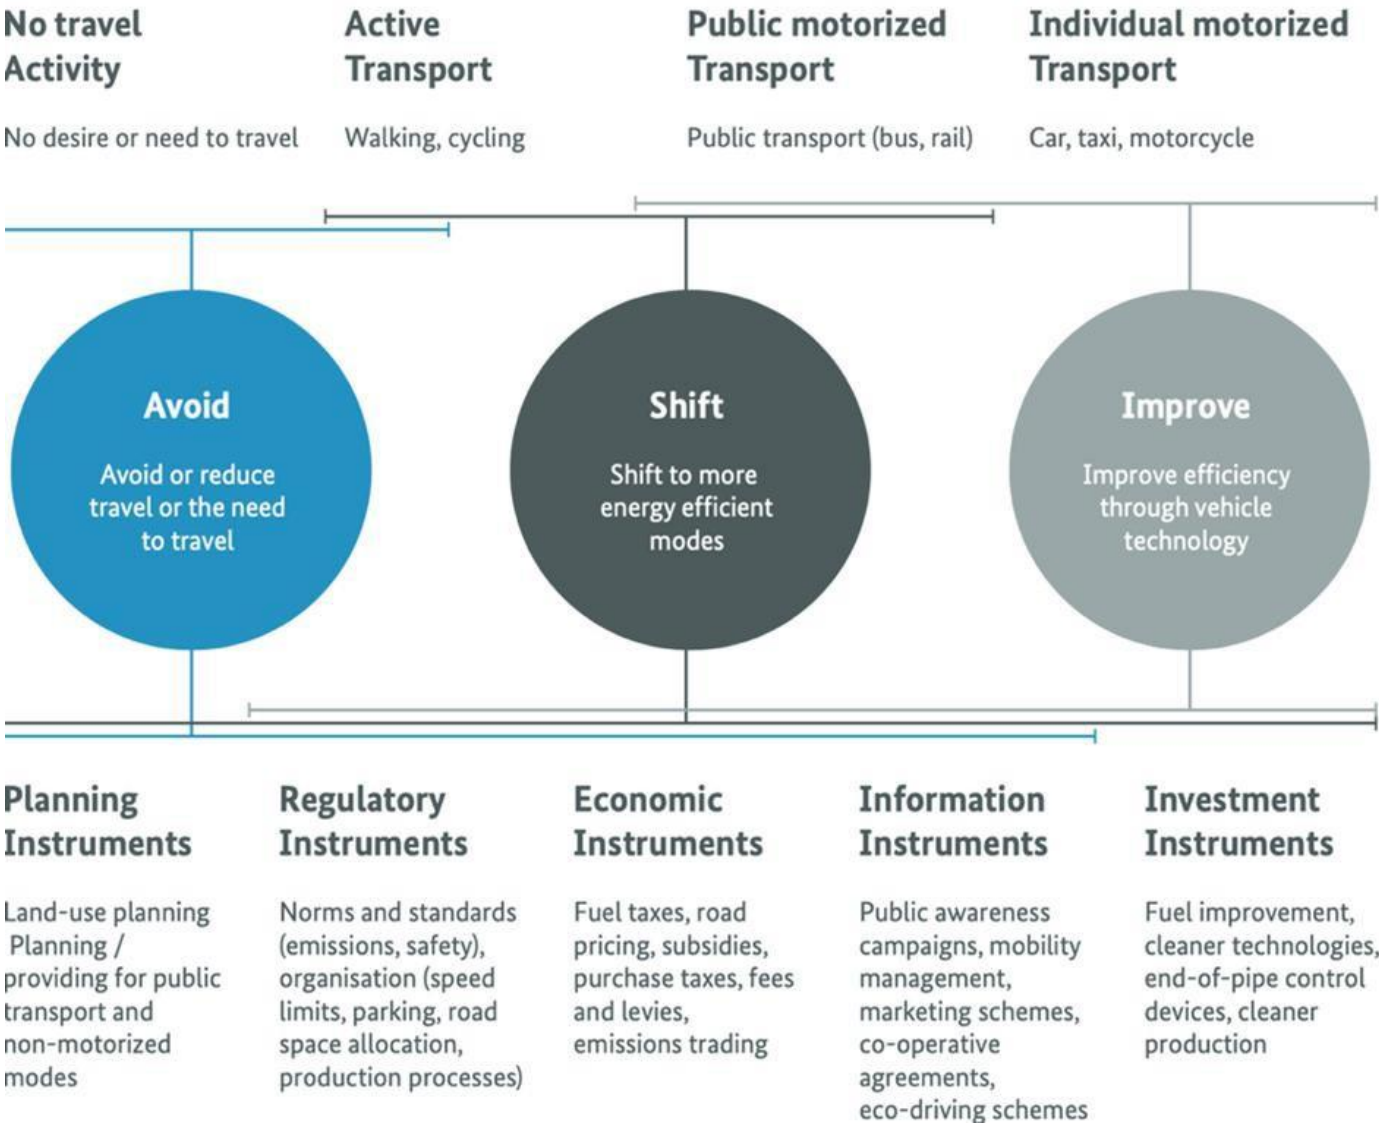 No travel
Activity
No desire or need to travel
Active
Transport
Walking, cycling
Public motorized
Transport
Public transport (bus, rail)
Individual motorized
Transport
Car, taxi, motorcycle
Avoid
Avoid or reduce
travel or the need
to travel
Shift
Shift to more
energy efficient
modes
Improve
Improve efficiency
through vehicle
technology
Planning
Instruments
Land-use planning
Planning /
providing for public
transport and
non-motorized
modes
Regulatory
Instruments
Norms and standards
(emissions, safety),
organisation (speed
limits, parking, road
space allocation,
production processes)
Economic
Instruments
Fuel taxes, road
pricing, subsidies,
purchase taxes, fees
and levies,
emissions trading
Information
Instruments
Public awareness
campaigns, mobility
management,
marketing schemes,
co-operative
agreements,
eco-driving schemes
Investment
Instruments
Fuel improvement,
cleaner technologies,
end-of-pipe control
devices, cleaner
production